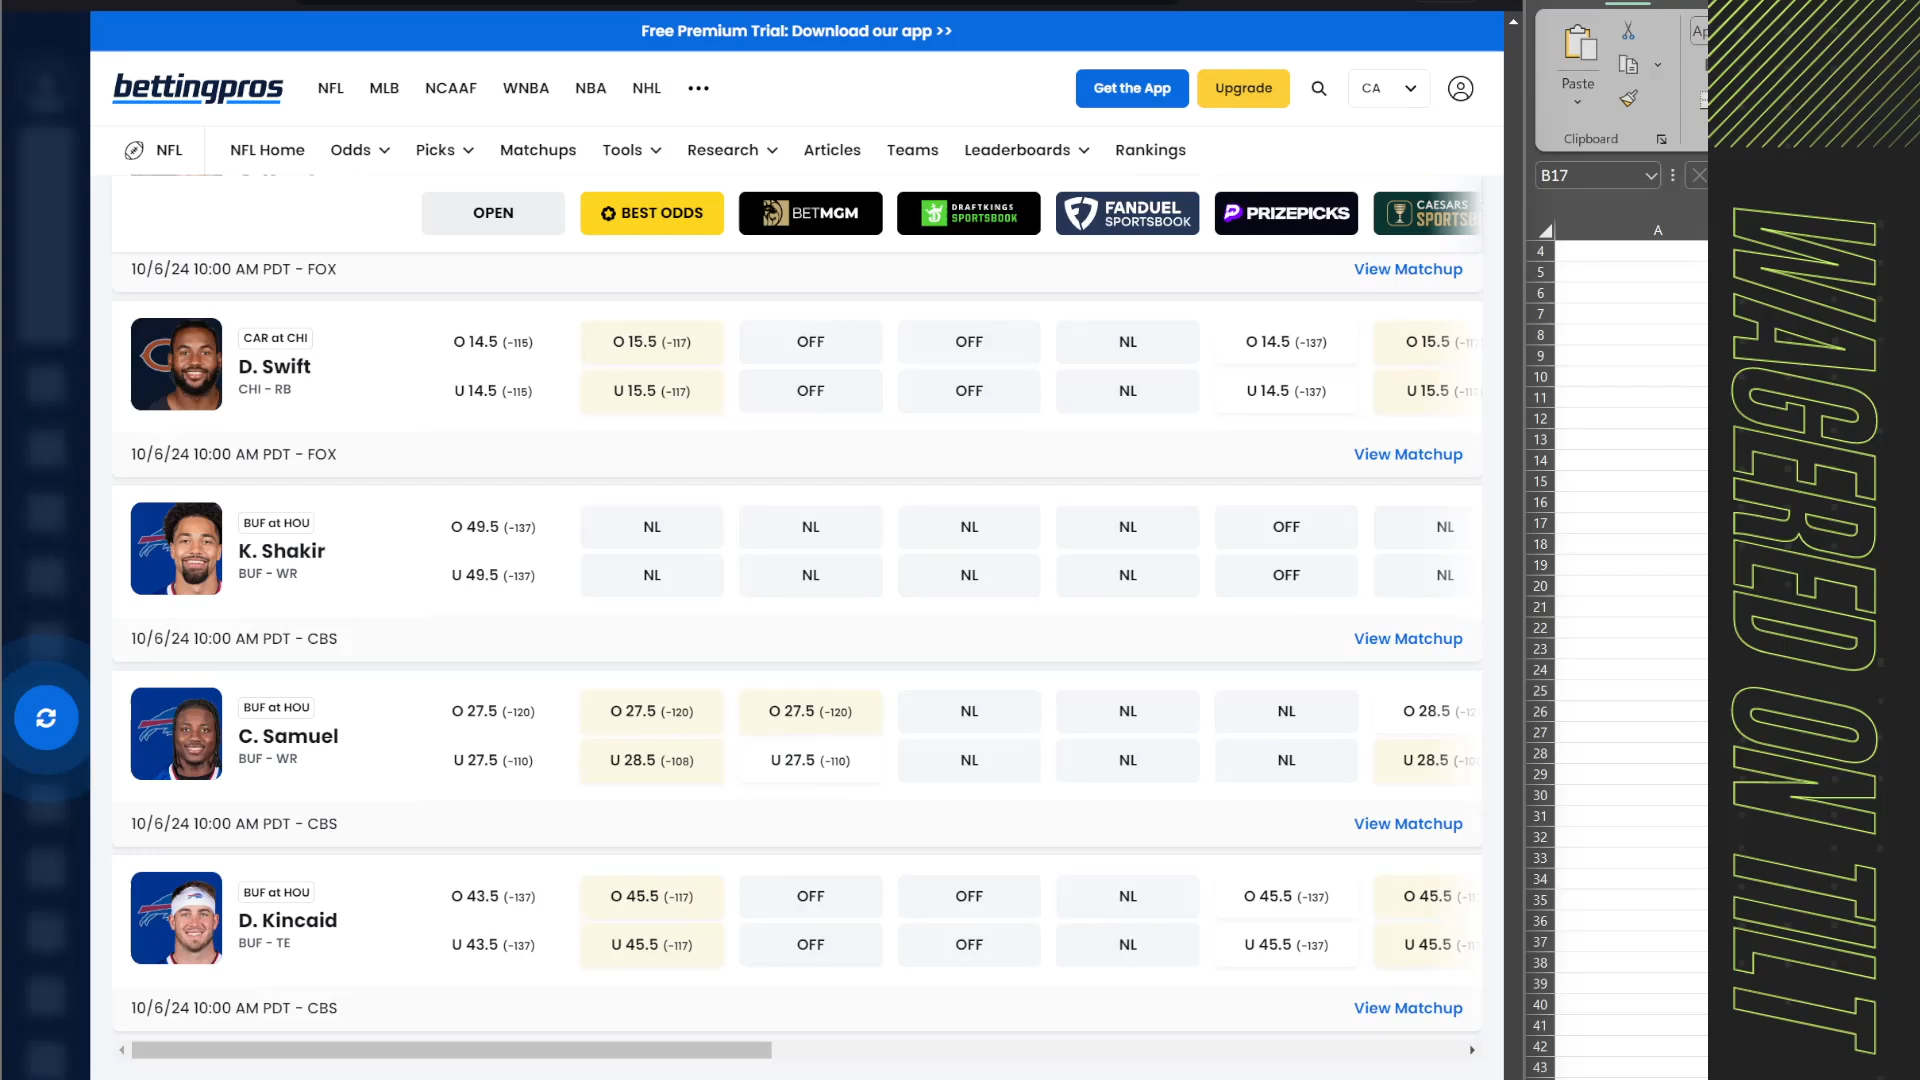 Free Premium Trial: Download our app >>
bettingpros NFL MLB NCAAF WNBA NBA NHL ••• Get the App Upgrade CA
NFL NFL Home Odds Picks Matchups Tools Research Articles Teams Leaderboards Rankings
OPEN BEST ODDS BETMGM DRAFTKINGS SPORTSBOOK FANDUEL SPORTSBOOK PRIZEPICKS CAESARS SPORTSB
10/6/24 10:00 AM PDT - FOX View Matchup
CAR at CHI
D. Swift
CHI - RB
O 14.5 (-115) O 15.5 (-117) OFF OFF NL O 14.5 (-137) O 15.5 (-117
U 14.5 (-115) U 15.5 (-117) OFF OFF NL U 14.5 (-137) U 15.5 (-117
10/6/24 10:00 AM PDT - FOX View Matchup
BUF at HOU
K. Shakir
BUF - WR
O 49.5 (-137) NL NL NL NL OFF NL
U 49.5 (-137) NL NL NL NL OFF NL
10/6/24 10:00 AM PDT - CBS View Matchup
BUF at HOU
C. Samuel
BUF - WR
O 27.5 (-120) O 27.5 (-120) O 27.5 (-120) NL NL NL O 28.5 (-12
U 27.5 (-110) U 28.5 (-108) U 27.5 (-110) NL NL NL U 28.5 (-10
10/6/24 10:00 AM PDT - CBS View Matchup
BUF at HOU
D. Kincaid
BUF - TE
O 43.5 (-137) O 45.5 (-117) OFF OFF NL O 45.5 (-137) O 45.5 (-11
U 43.5 (-137) U 45.5 (-117) OFF OFF NL U 45.5 (-137) U 45.5 (-11
10/6/24 10:00 AM PDT - CBS View Matchup
Paste
Clipboard
Ap
B17
A
4
5
6
7
8
9
10
11
12
13
14
15
16
17
18
19
20
21
22
23
24
25
26
27
28
29
30
31
32
33
34
35
36
37
38
39
40
41
42
43
WAGERED ON TILT